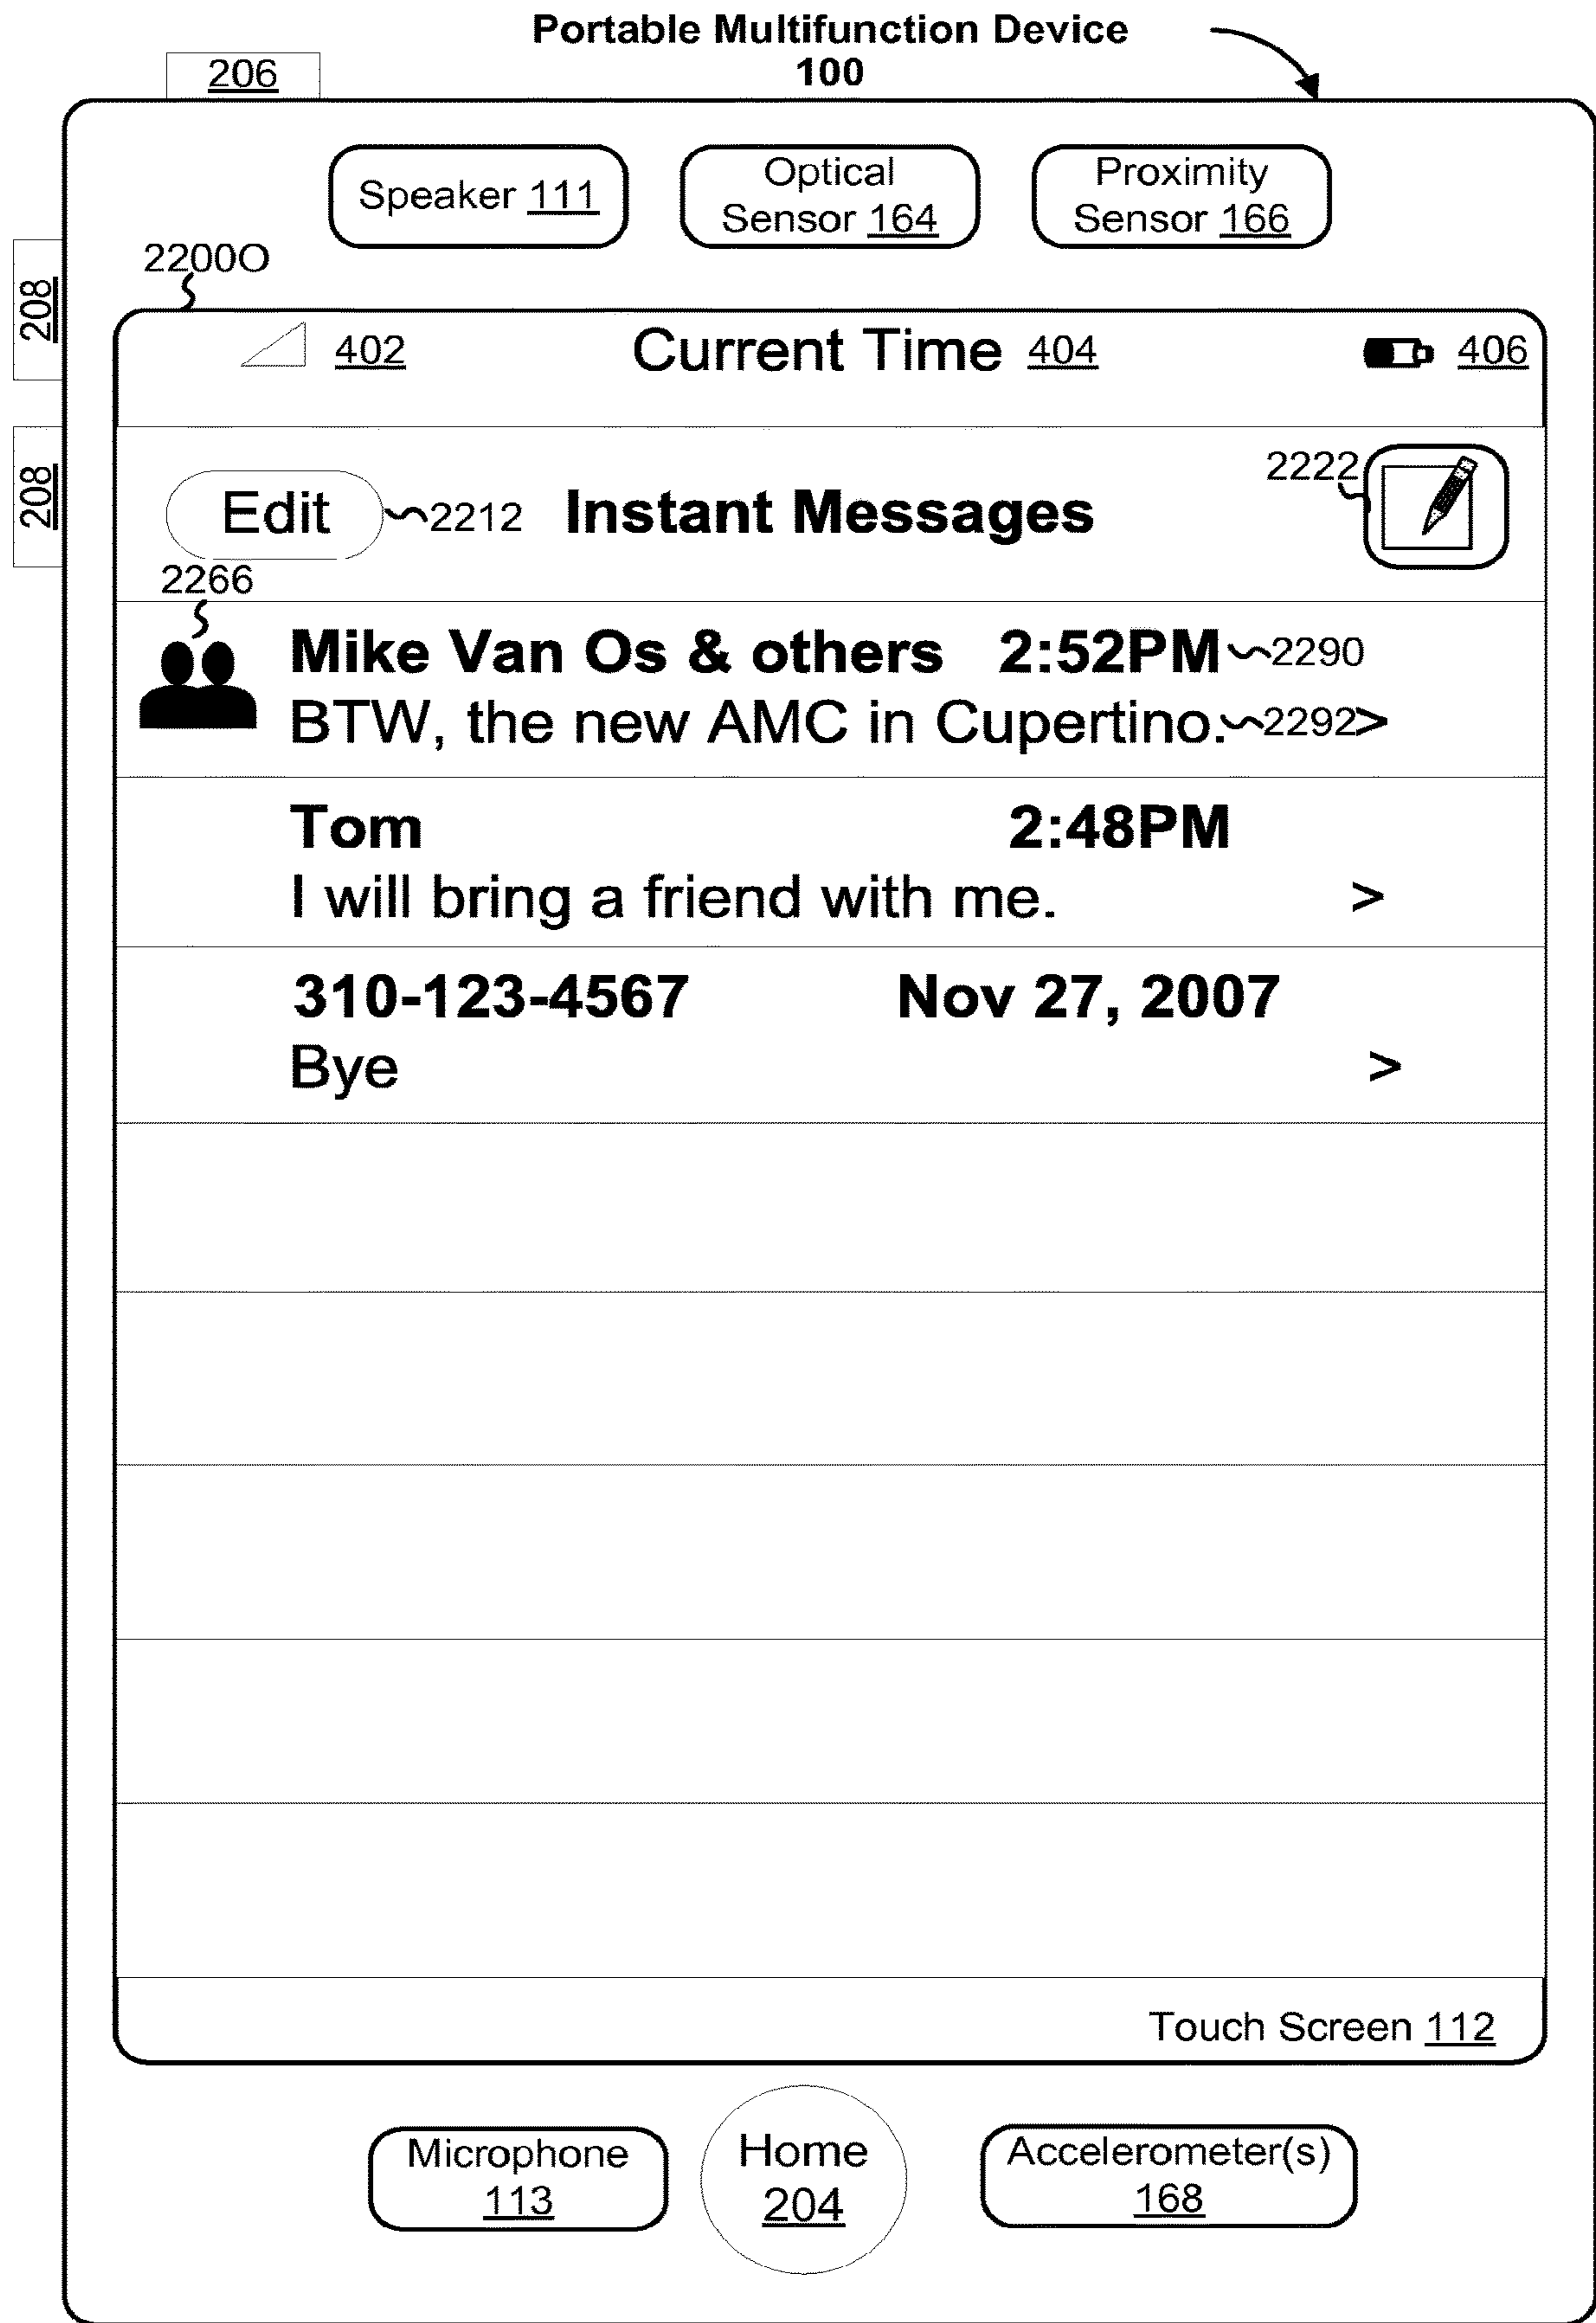 Portable Multifunction Device
100
206
Speaker 111
Optical
Sensor 164
Proximity
Sensor 166
2200O
208
402
Current Time 404
406
208
Edit
2212
Instant Messages
2222
2266
Mike Van Os & others 2:52PM 2290
BTW, the new AMC in Cupertino. 2292 >
Tom 2:48PM
I will bring a friend with me. >
310-123-4567 Nov 27, 2007
Bye >
Touch Screen 112
Microphone
113
Home
204
Accelerometer(s)
168